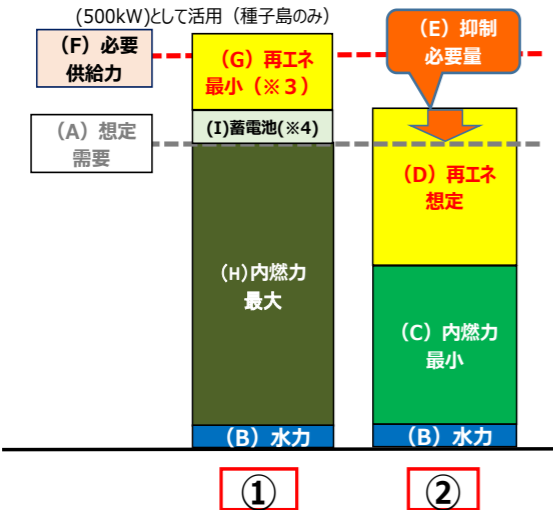 (500kW)として活用（種子島のみ）
（F）必要
供給力
（G）再エネ
最小（※３）
（E）抑制
必要量
（A）想定
需要
(I)蓄電池(※4)
（D）再エネ
想定
（H)内燃力
最大
（C）内燃力
最小
（B）水力
（B）水力
①
②